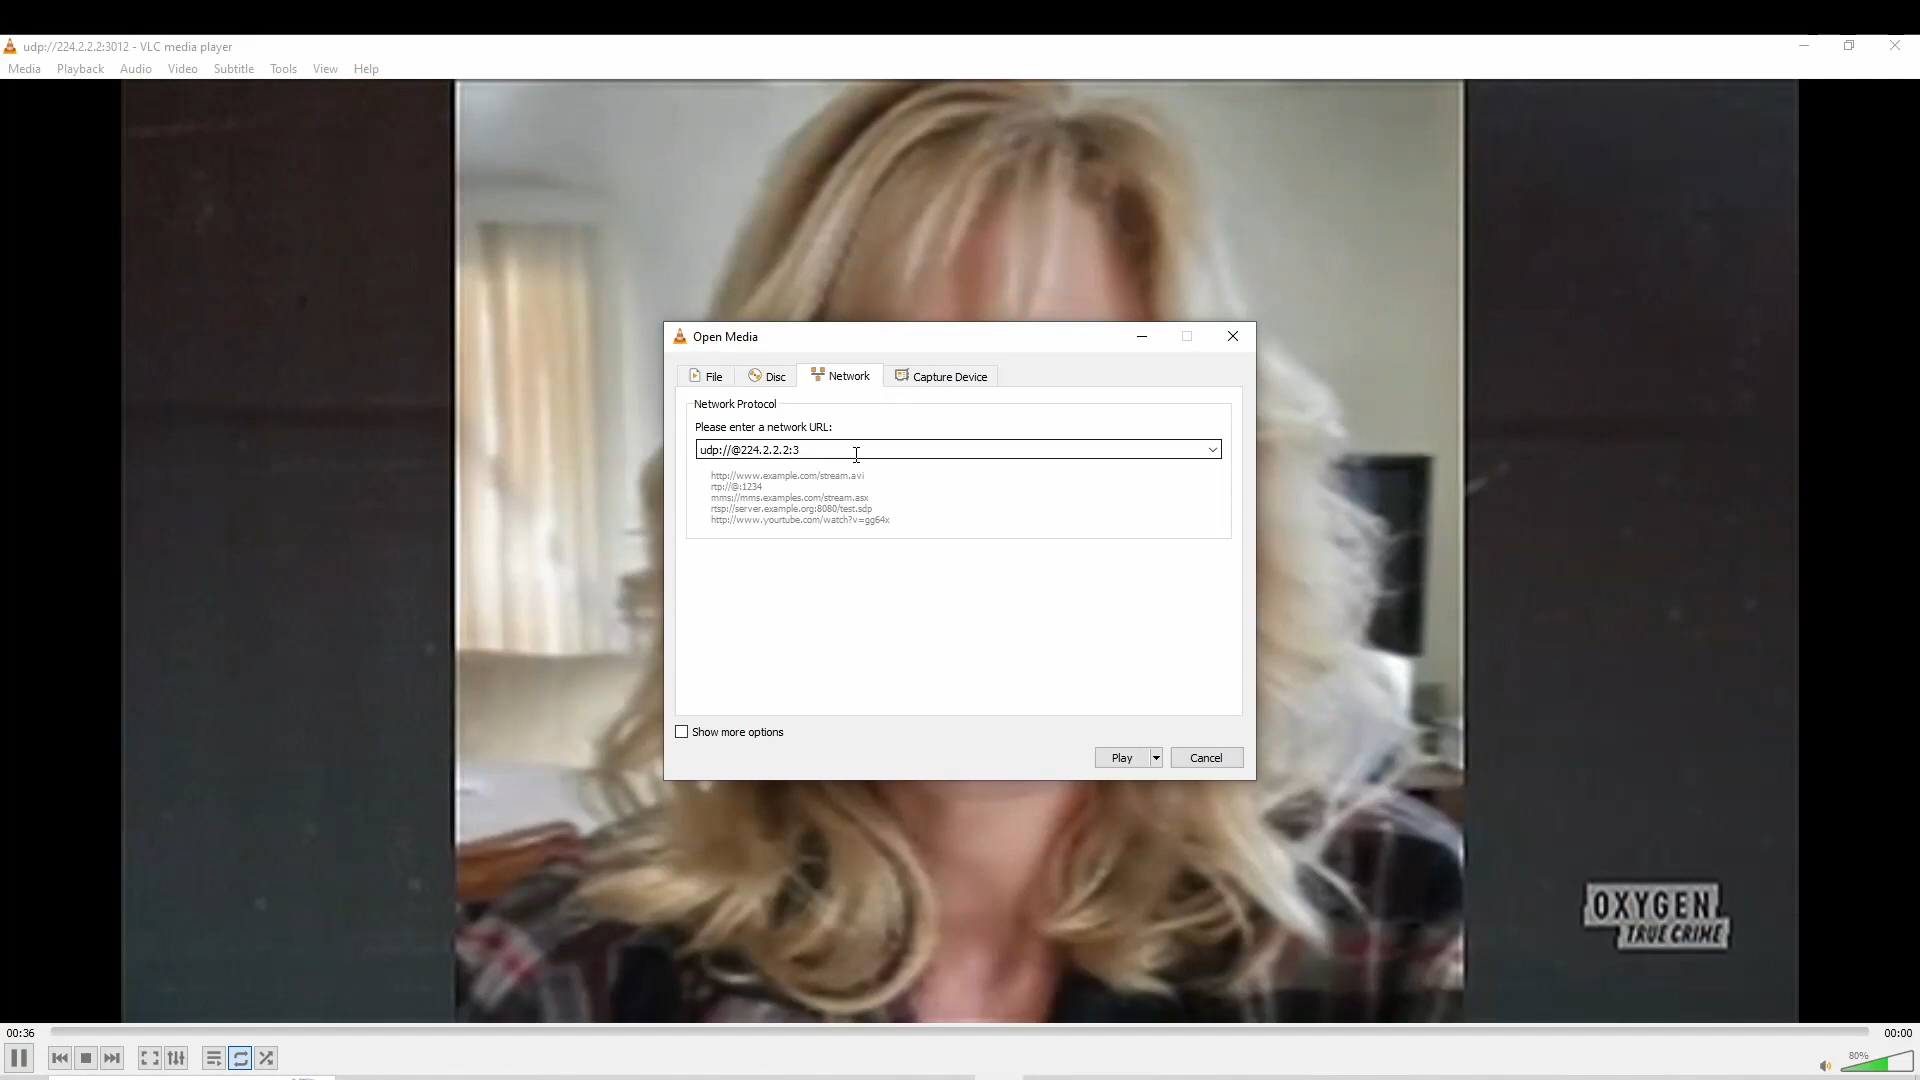 udp://224.2.2.2:3012 - VLC media player
Media Playback Audio Video Subtitle Tools View Help
Open Media
File Disc Network Capture Device
Network Protocol
Please enter a network URL:
udp://@224.2.2.2:3
http://www.example.com/stream.avi
rtp://@:1234
mms://mms.examples.com/stream.asx
rtsp://server.example.org:8080/test.sdp
http://www.yourtube.com/watch?v=gg64x
Show more options
Play Cancel
OXYGEN
TRUE CRIME
00:36 00:00
80%